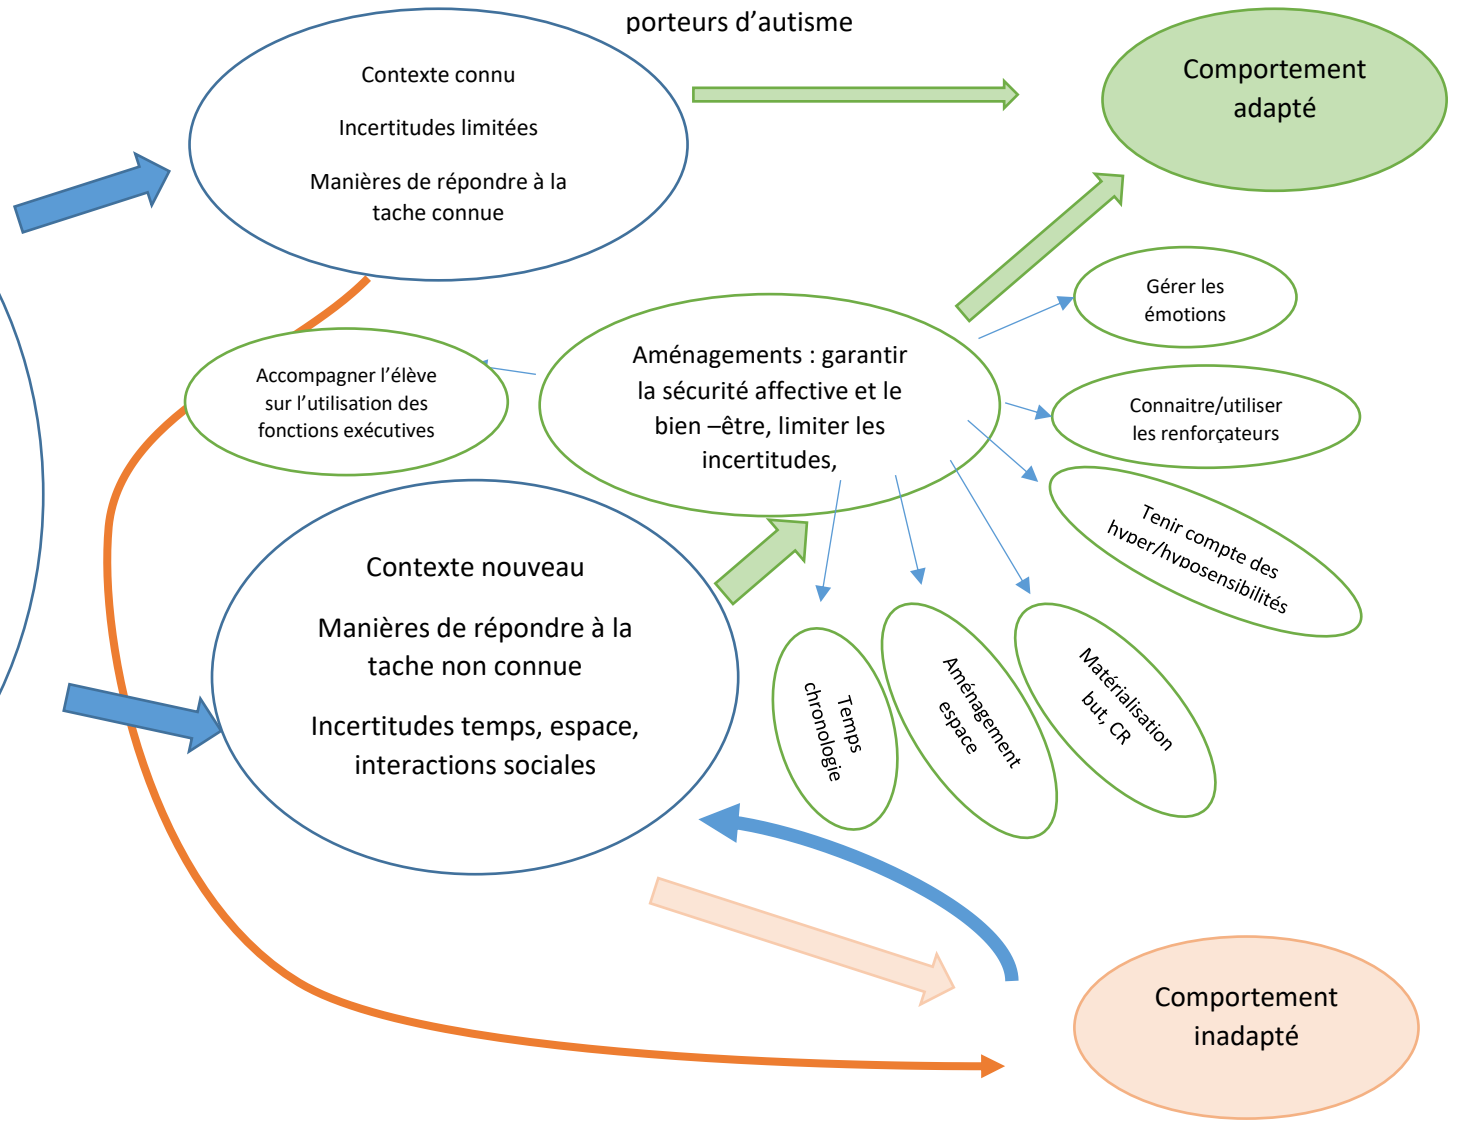 porteurs d’autisme
Contexte connu
Incertitudes limitées
Manières de répondre à la
tache connue
Comportement
adapté
Gérer les
émotions
Accompagner l’élève
sur l’utilisation des
fonctions exécutives
Aménagements : garantir
la sécurité affective et le
bien –être, limiter les
incertitudes,
Connaitre/utiliser
les renforçateurs
Tenir compte des
hyper/hyposensibilités
Contexte nouveau
Manières de répondre à la
tache non connue
Incertitudes temps, espace,
interactions sociales
Temps
chronologie
Aménagement
espace
Matérialisation
but, CR
Comportement
inadapté